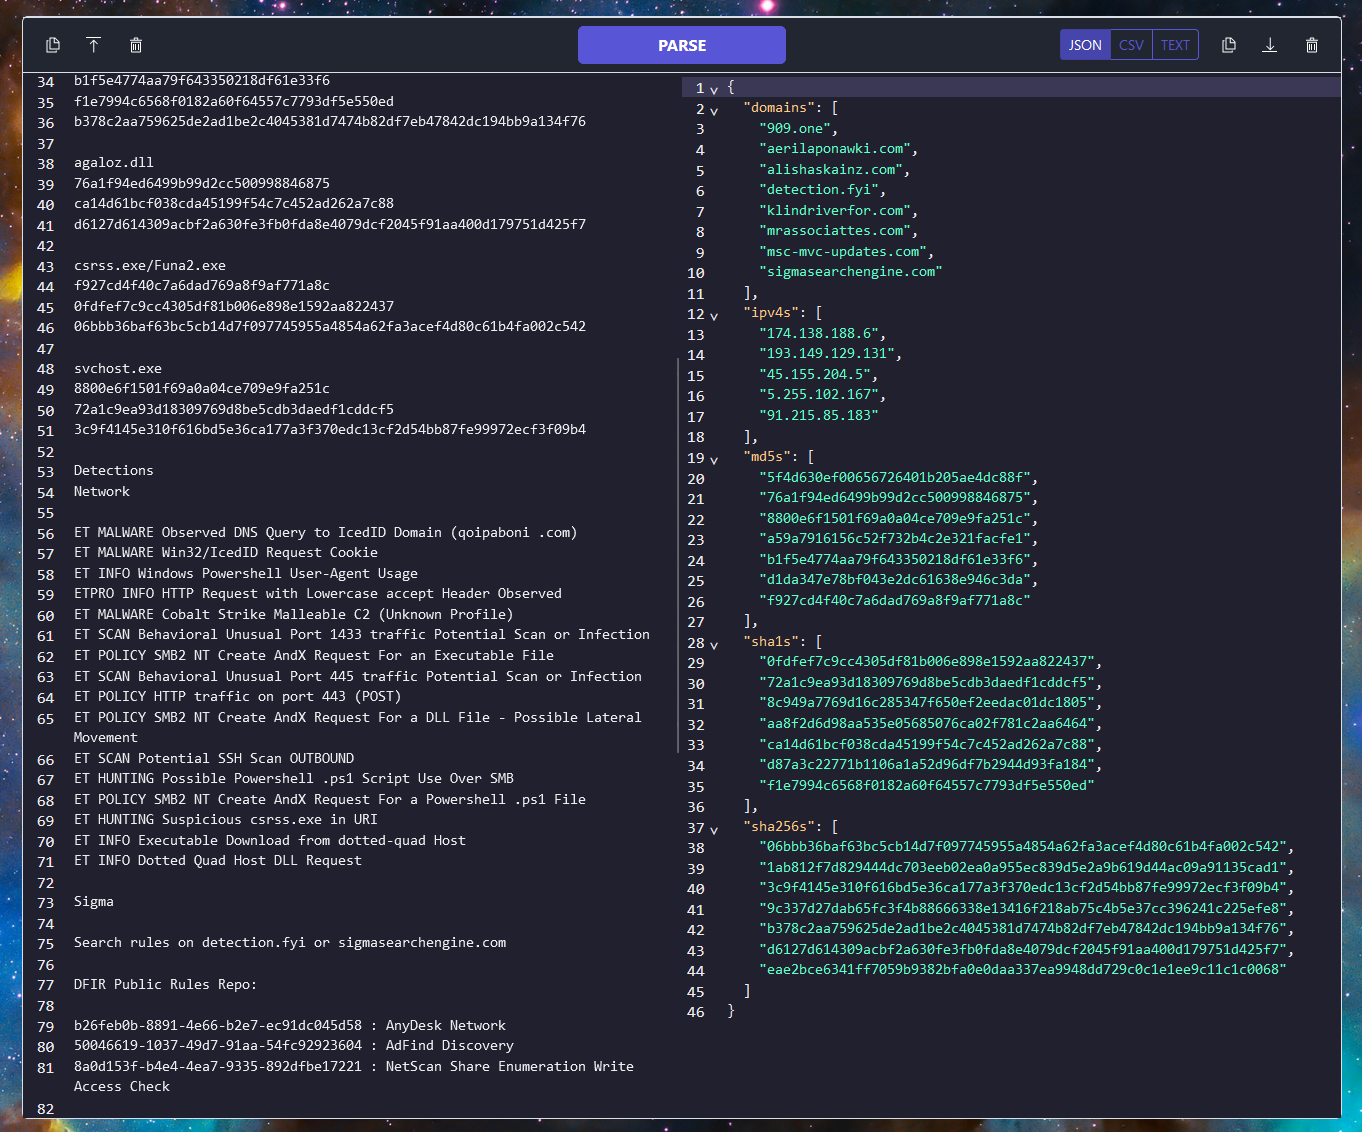 PARSE
JSON CSV TEXT
34 b1f5e4774aa79f643350218df61e33f6
35 f1e7994c6568f0182a60f64557c7793df5e550ed
36 b378c2aa759625de2ad1be2c4045381d7474b82df7eb47842dc194bb9a134f76
37
38 agaloz.dll
39 76a1f94ed6499b99d2cc500998846875
40 ca14d61bcf038cda45199f54c7c452ad262a7c88
41 d6127d614309acbf2a630fe3fb0fda8e4079dcf2045f91aa400d179751d425f7
42
43 csrss.exe/Funa2.exe
44 f927cd4f40c7a6dad769a8f9af771a8c
45 0fdfef7c9cc4305df81b006e898e1592aa822437
46 06bbb36baf63bc5cb14d7f097745955a4854a62fa3acef4d80c61b4fa002c542
47
48 svchost.exe
49 8800e6f1501f69a0a04ce709e9fa251c
50 72a1c9ea93d18309769d8be5cdb3daedf1cddcf5
51 3c9f4145e310f616bd5e36ca177a3f370edc13cf2d54bb87fe99972ecf3f09b4
52
53 Detections
54 Network
55
56 ET MALWARE Observed DNS Query to IcedID Domain (qoipaboni .com)
57 ET MALWARE Win32/IcedID Request Cookie
58 ET INFO Windows Powershell User-Agent Usage
59 ETPRO INFO HTTP Request with Lowercase accept Header Observed
60 ET MALWARE Cobalt Strike Malleable C2 (Unknown Profile)
61 ET SCAN Behavioral Unusual Port 1433 traffic Potential Scan or Infection
62 ET POLICY SMB2 NT Create AndX Request For an Executable File
63 ET SCAN Behavioral Unusual Port 445 traffic Potential Scan or Infection
64 ET POLICY HTTP traffic on port 443 (POST)
65 ET POLICY SMB2 NT Create AndX Request For a DLL File - Possible Lateral
Movement
66 ET SCAN Potential SSH Scan OUTBOUND
67 ET HUNTING Possible Powershell .ps1 Script Use Over SMB
68 ET POLICY SMB2 NT Create AndX Request For a Powershell .ps1 File
69 ET HUNTING Suspicious csrss.exe in URI
70 ET INFO Executable Download from dotted-quad Host
71 ET INFO Dotted Quad Host DLL Request
72
73 Sigma
74
75 Search rules on detection.fyi or sigmasearchengine.com
76
77 DFIR Public Rules Repo:
78
79 b26feb0b-8891-4e66-b2e7-ec91dc045d58 : AnyDesk Network
80 50046619-1037-49d7-91aa-54fc92923604 : AdFind Discovery
81 8a0d153f-b4e4-4ea7-9335-892dfbe17221 : NetScan Share Enumeration Write
Access Check
82
1 {
2 "domains": [
3 "909.one",
4 "aerilaponawki.com",
5 "alishaskainz.com",
6 "detection.fyi",
7 "klindriverfor.com",
8 "mrassociattes.com",
9 "msc-mvc-updates.com",
10 "sigmasearchengine.com"
11 ],
12 "ipv4s": [
13 "174.138.188.6",
14 "193.149.129.131",
15 "45.155.204.5",
16 "5.255.102.167",
17 "91.215.85.183"
18 ],
19 "md5s": [
20 "5f4d630ef00656726401b205ae4dc88f",
21 "76a1f94ed6499b99d2cc500998846875",
22 "8800e6f1501f69a0a04ce709e9fa251c",
23 "a59a7916156c52f732b4c2e321facfe1",
24 "b1f5e4774aa79f643350218df61e33f6",
25 "d1da347e78bf043e2dc61638e946c3da",
26 "f927cd4f40c7a6dad769a8f9af771a8c"
27 ],
28 "sha1s": [
29 "0fdfef7c9cc4305df81b006e898e1592aa822437",
30 "72a1c9ea93d18309769d8be5cdb3daedf1cddcf5",
31 "8c949a7769d16c285347f650ef2eedac01dc1805",
32 "aa8f2d6d98aa535e05685076ca02f781c2aa6464",
33 "ca14d61bcf038cda45199f54c7c452ad262a7c88",
34 "d87a3c22771b1106a1a52d96df7b2944d93fa184",
35 "f1e7994c6568f0182a60f64557c7793df5e550ed"
36 ],
37 "sha256s": [
38 "06bbb36baf63bc5cb14d7f097745955a4854a62fa3acef4d80c61b4fa002c542",
39 "1ab812f7d829444dc703eeb02ea0a955ec839d5e2a9b619d44ac09a91135cad1",
40 "3c9f4145e310f616bd5e36ca177a3f370edc13cf2d54bb87fe99972ecf3f09b4",
41 "9c337d27dab65fc3f4b88666338e13416f218ab75c4b5e37cc396241c225efe8",
42 "b378c2aa759625de2ad1be2c4045381d7474b82df7eb47842dc194bb9a134f76",
43 "d6127d614309acbf2a630fe3fb0fda8e4079dcf2045f91aa400d179751d425f7",
44 "eae2bce6341ff7059b9382bfa0e0daa337ea9948dd729c0c1e1ee9c11c1c0068"
45 ]
46 }